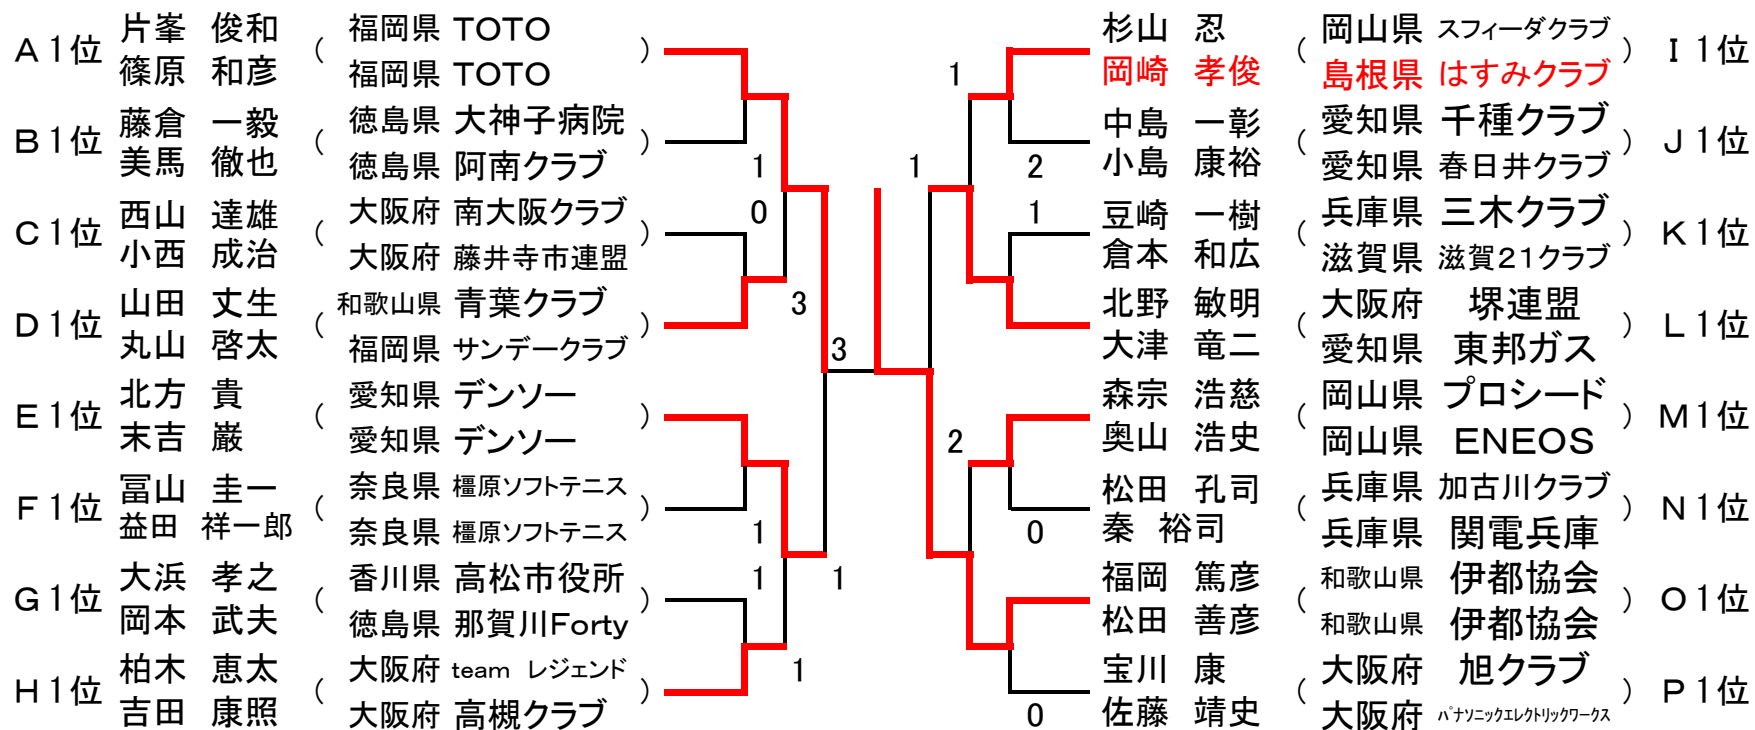 A1位 片峯 俊和 ( 福岡県 TOTO )
篠原 和彦 福岡県 TOTO
B1位 藤倉 一毅 ( 徳島県 大神子病院 )
美馬 徹也 徳島県 阿南クラブ
1
C1位 西山 達雄 ( 大阪府 南大阪クラブ )
小西 成治 大阪府 藤井寺市連盟
0
D1位 山田 丈生 ( 和歌山県 青葉クラブ )
丸山 啓太 福岡県 サンデークラブ
3
3
E1位 北方 貴 ( 愛知県 デンソー )
末吉 巌 愛知県 デンソー
F1位 冨山 圭一 ( 奈良県 橿原ソフトテニス )
益田 祥一郎 奈良県 橿原ソフトテニス
1
G1位 大浜 孝之 ( 香川県 高松市役所 )
岡本 武夫 徳島県 那賀川Forty
1
1
H1位 柏木 恵太 ( 大阪府 team レジェンド )
吉田 康照 大阪府 高槻クラブ
1
杉山 忍 ( 岡山県 スフィーダクラブ ) I1位
岡崎 孝俊 島根県 はすみクラブ
1
中島 一彰 ( 愛知県 千種クラブ ) J1位
小島 康裕 愛知県 春日井クラブ
2
1
豆崎 一樹 ( 兵庫県 三木クラブ ) K1位
倉本 和広 滋賀県 滋賀21クラブ
1
北野 敏明 ( 大阪府 堺連盟 ) L1位
大津 竜二 愛知県 東邦ガス
森宗 浩慈 ( 岡山県 プロシード ) M1位
奥山 浩史 岡山県 ENEOS
2
松田 孔司 ( 兵庫県 加古川クラブ ) N1位
秦 裕司 兵庫県 関電兵庫
0
福岡 篤彦 ( 和歌山県 伊都協会 ) O1位
松田 善彦 和歌山県 伊都協会
宝川 康 ( 大阪府 旭クラブ ) P1位
佐藤 靖史 大阪府 パナソニックエレクトリックワークス
0